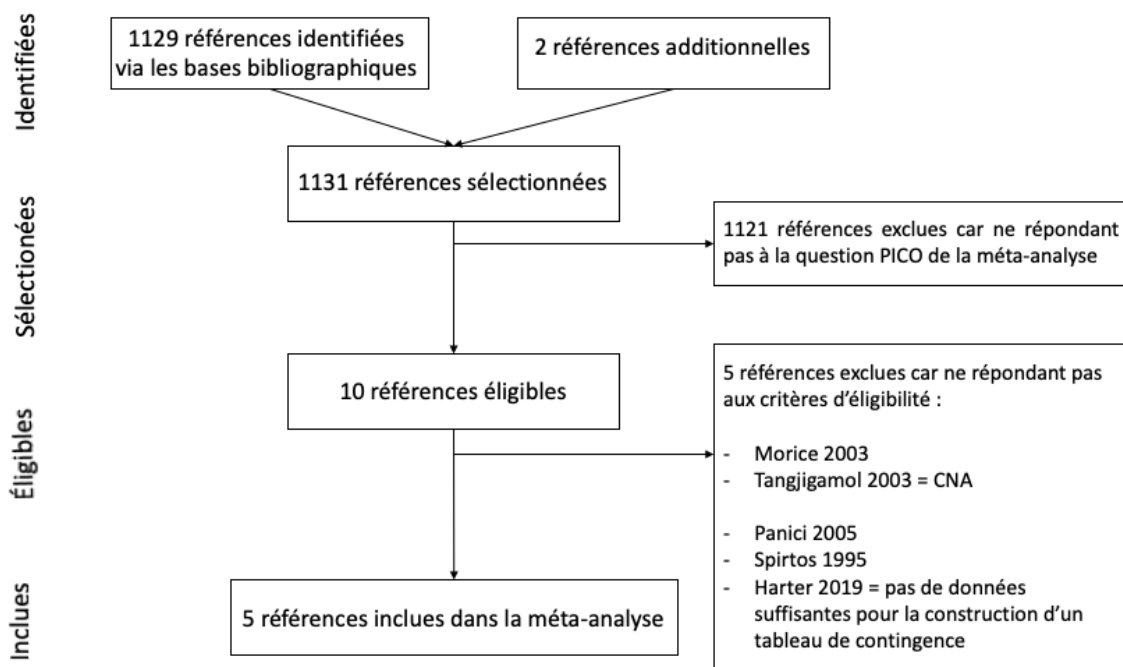 Identifiées
1129 références identifiées
via les bases bibliographiques
2 références additionnelles
1131 références sélectionnées
Sélectionées
1121 références exclues car ne répondant
pas à la question PICO de la méta-analyse
10 références éligibles
Éligibles
5 références exclues car ne répondant pas
aux critères d'éligibilité :
- Morice 2003
- Tangjigamol 2003 = CNA
- Panici 2005
- Spirtos 1995
- Harter 2019 = pas de données
suffisantes pour la construction d'un
tableau de contingence
Inclues
5 références inclues dans la méta-analyse